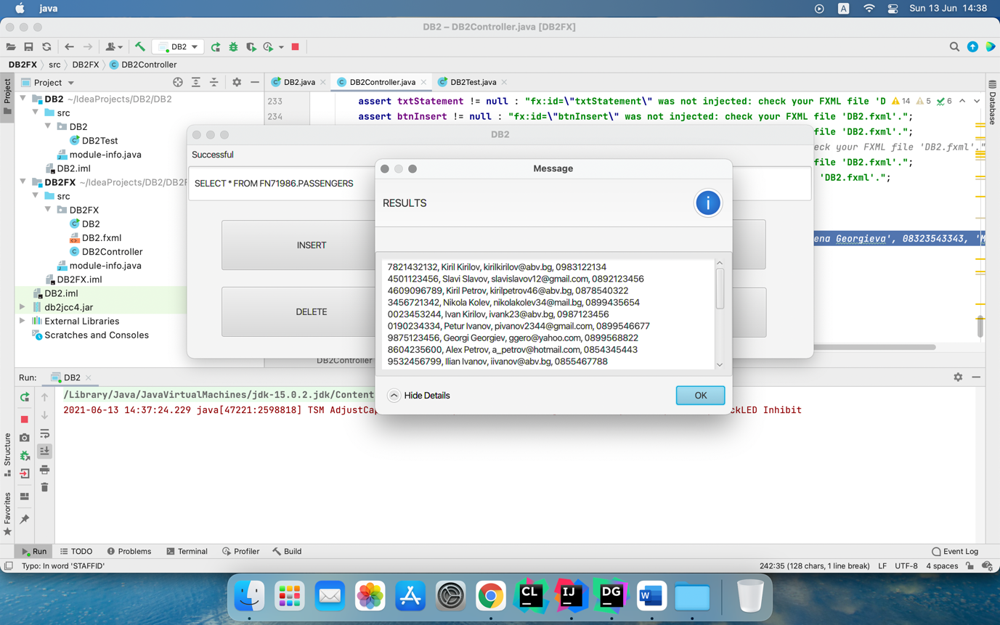 java
A
Sun 13 Jun 14:38
DB2 – DB2Controller.java [DB2FX]
DB2
DB2FX
src
DB2FX
DB2Controller
Project
Project
DB2.java
DB2Controller.java
DB2Test.java
Database
DB2 ~/IdeaProjects/DB2/DB2
src
DB2
DB2Test
module-info.java
DB2.iml
DB2FX ~/IdeaProjects/DB2/DB2F
src
DB2FX
DB2
DB2.fxml
DB2Controller
module-info.java
DB2FX.iml
DB2.iml
db2jcc4.jar
External Libraries
Scratches and Consoles
233
assert txtStatement != null : "fx:id=\"txtStatement\" was not injected: check your FXML file 'D
14 5 6
234
assert btnInsert != null : "fx:id=\"btnInsert\" was not injected: check your FXML file 'DB2.fxml'.";
file 'DB2.fxml'.";
eck your FXML file 'DB2.fxml'."
file 'DB2.fxml'.";
'DB2.fxml'.";
ena Georgieva', 08323543343, 'M
DB2Controller
DB2
Successful
SELECT * FROM FN71986.PASSENGERS
INSERT
DELETE
Message
RESULTS
i
7821432132, Kiril Kirilov, kirilkirilov@abv.bg, 0983122134
4501123456, Slavi Slavov, slavislavov12@gmail.com, 0892123456
4609096789, Kiril Petrov, kirilpetrov46@abv.bg, 0878540322
3456721342, Nikola Kolev, nikolakolev34@mail.bg, 0899435654
0023453244, Ivan Kirilov, ivank23@abv.bg, 0987123456
0190234334, Petur Ivanov, pivanov2344@gmail.com, 0899546677
9875123456, Georgi Georgiev, ggero@yahoo.com, 0899568822
8604235600, Alex Petrov, a_petrov@hotmail.com, 0854345443
9532456799, Ilian Ivanov, iivanov@abv.bg, 0855467788
Hide Details
OK
Run:
DB2
/Library/Java/JavaVirtualMachines/jdk-15.0.2.jdk/Content
2021-06-13 14:37:24.229 java[47221:2598818] TSM AdjustCap
ckLED Inhibit
Structure
Favorites
Run
TODO
Problems
Terminal
Profiler
Build
Event Log
Typo: In word 'STAFFID'
242:35 (128 chars, 1 line break)
LF
UTF-8
4 spaces
CL
IJ
DG
W